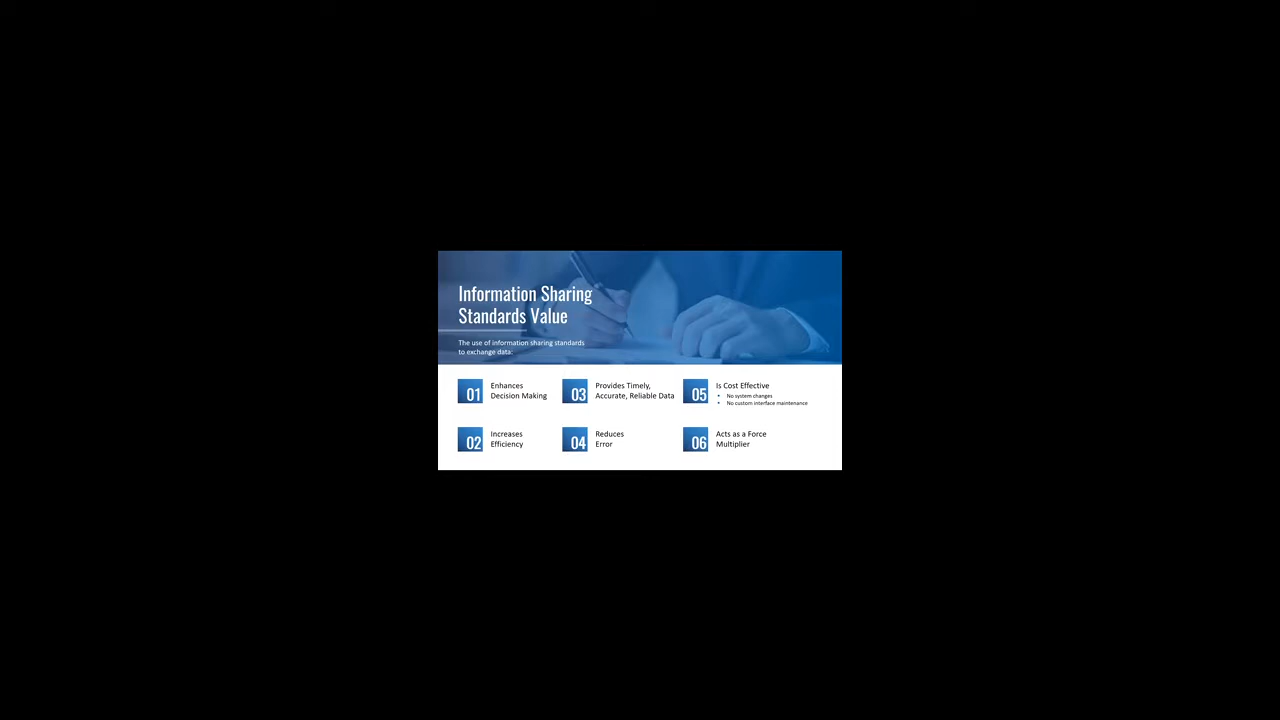 Information Sharing
Standards Value
The use of information sharing standards
to exchange data:
01
Enhances
Decision Making
02
Increases
Efficiency
03
Provides Timely,
Accurate, Reliable Data
04
Reduces
Error
05
Is Cost Effective
• No system changes
• No custom interface maintenance
06
Acts as a Force
Multiplier